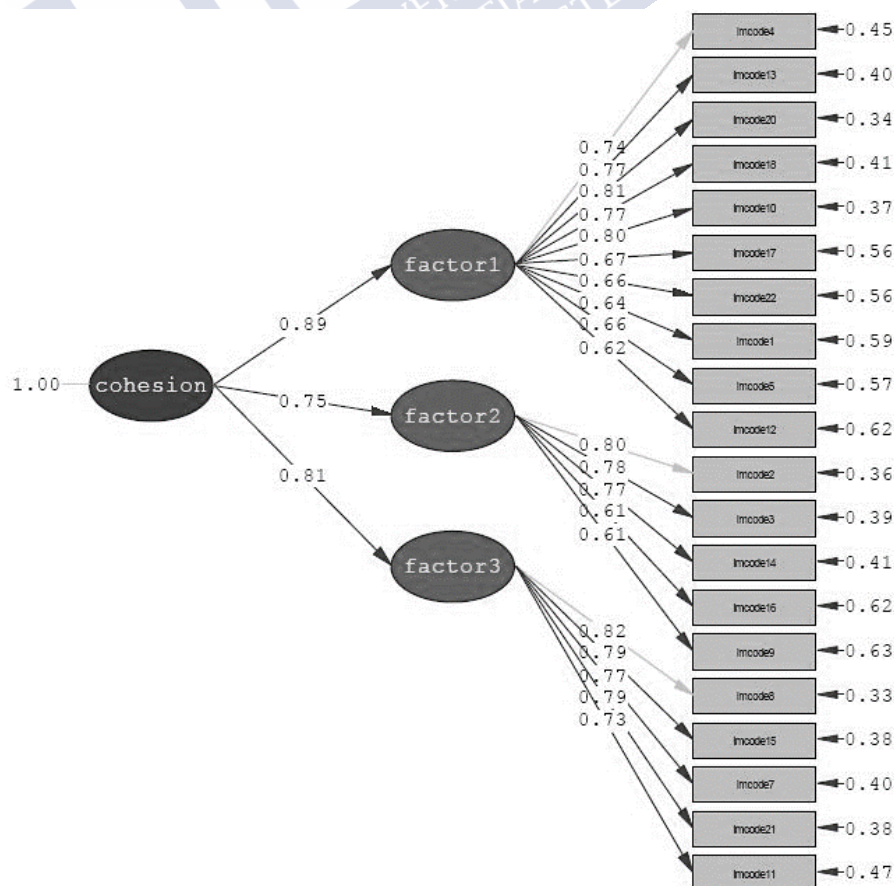 lmcode4 0.45
lmcode13 0.40
lmcode20 0.34
lmcode18 0.41
lmcode10 0.37
lmcode17 0.56
lmcode22 0.56
lmcode1 0.59
lmcode5 0.57
lmcode12 0.62
lmcode2 0.36
lmcode3 0.39
lmcode14 0.41
lmcode16 0.62
lmcode9 0.63
lmcode8 0.33
lmcode15 0.38
lmcode7 0.40
lmcode21 0.38
lmcode11 0.47
0.74
0.77
0.81
0.77
0.80
0.67
0.66
0.64
0.66
0.62
factor1
0.89
1.00 cohesion
0.75
factor2
0.80
0.78
0.77
0.61
0.61
0.81
factor3
0.82
0.79
0.77
0.79
0.73